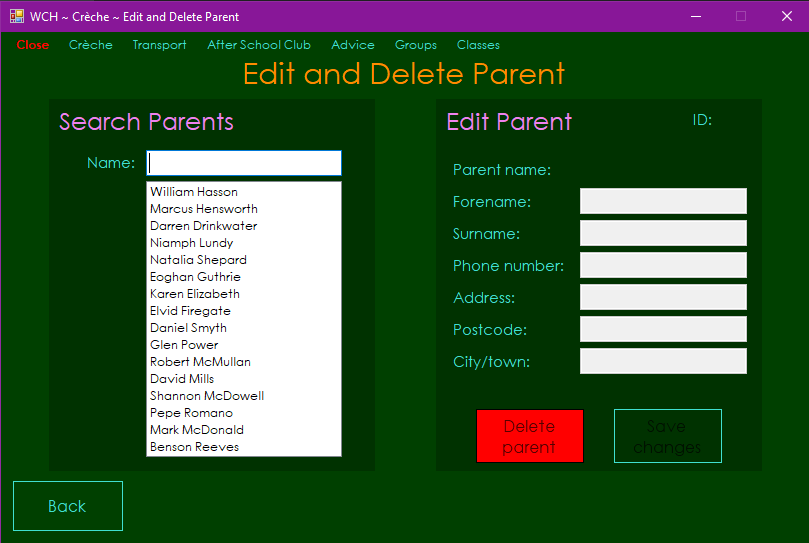 WCH ~ Crèche ~ Edit and Delete Parent
Close Crèche Transport After School Club Advice Groups Classes
Edit and Delete Parent
Search Parents
Name:
William Hasson
Marcus Hensworth
Darren Drinkwater
Niamph Lundy
Natalia Shepard
Eoghan Guthrie
Karen Elizabeth
Elvid Firegate
Daniel Smyth
Glen Power
Robert McMullan
David Mills
Shannon McDowell
Pepe Romano
Mark McDonald
Benson Reeves
Edit Parent
ID:
Parent name:
Forename:
Surname:
Phone number:
Address:
Postcode:
City/town:
Delete
parent
Save
changes
Back